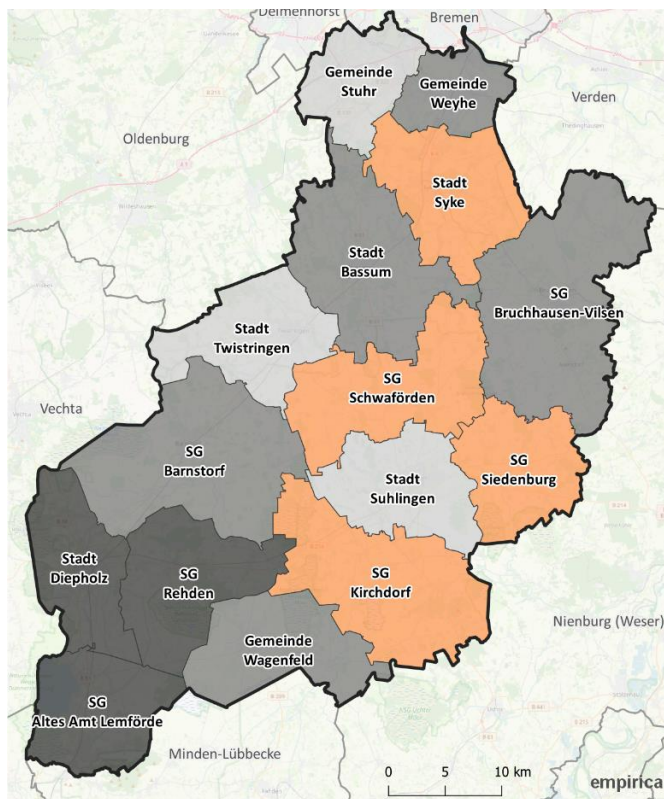 Delmenhorst
Bremen
Gemeinde
Stuhr
Gemeinde
Weyhe
Verden
Oldenburg
Stadt
Syke
Stadt
Bassum
SG
Bruchhausen-Vilsen
Stadt
Twistringen
SG
Schwaförden
Vechta
SG
Barnstorf
SG
Siedenburg
Stadt
Suhlingen
Stadt
Diepholz
SG
Rehden
SG
Kirchdorf
Nienburg (Weser)
Gemeinde
Wagenfeld
SG
Altes Amt Lemförde
Minden-Lübbecke
0 5 10 km
empirica